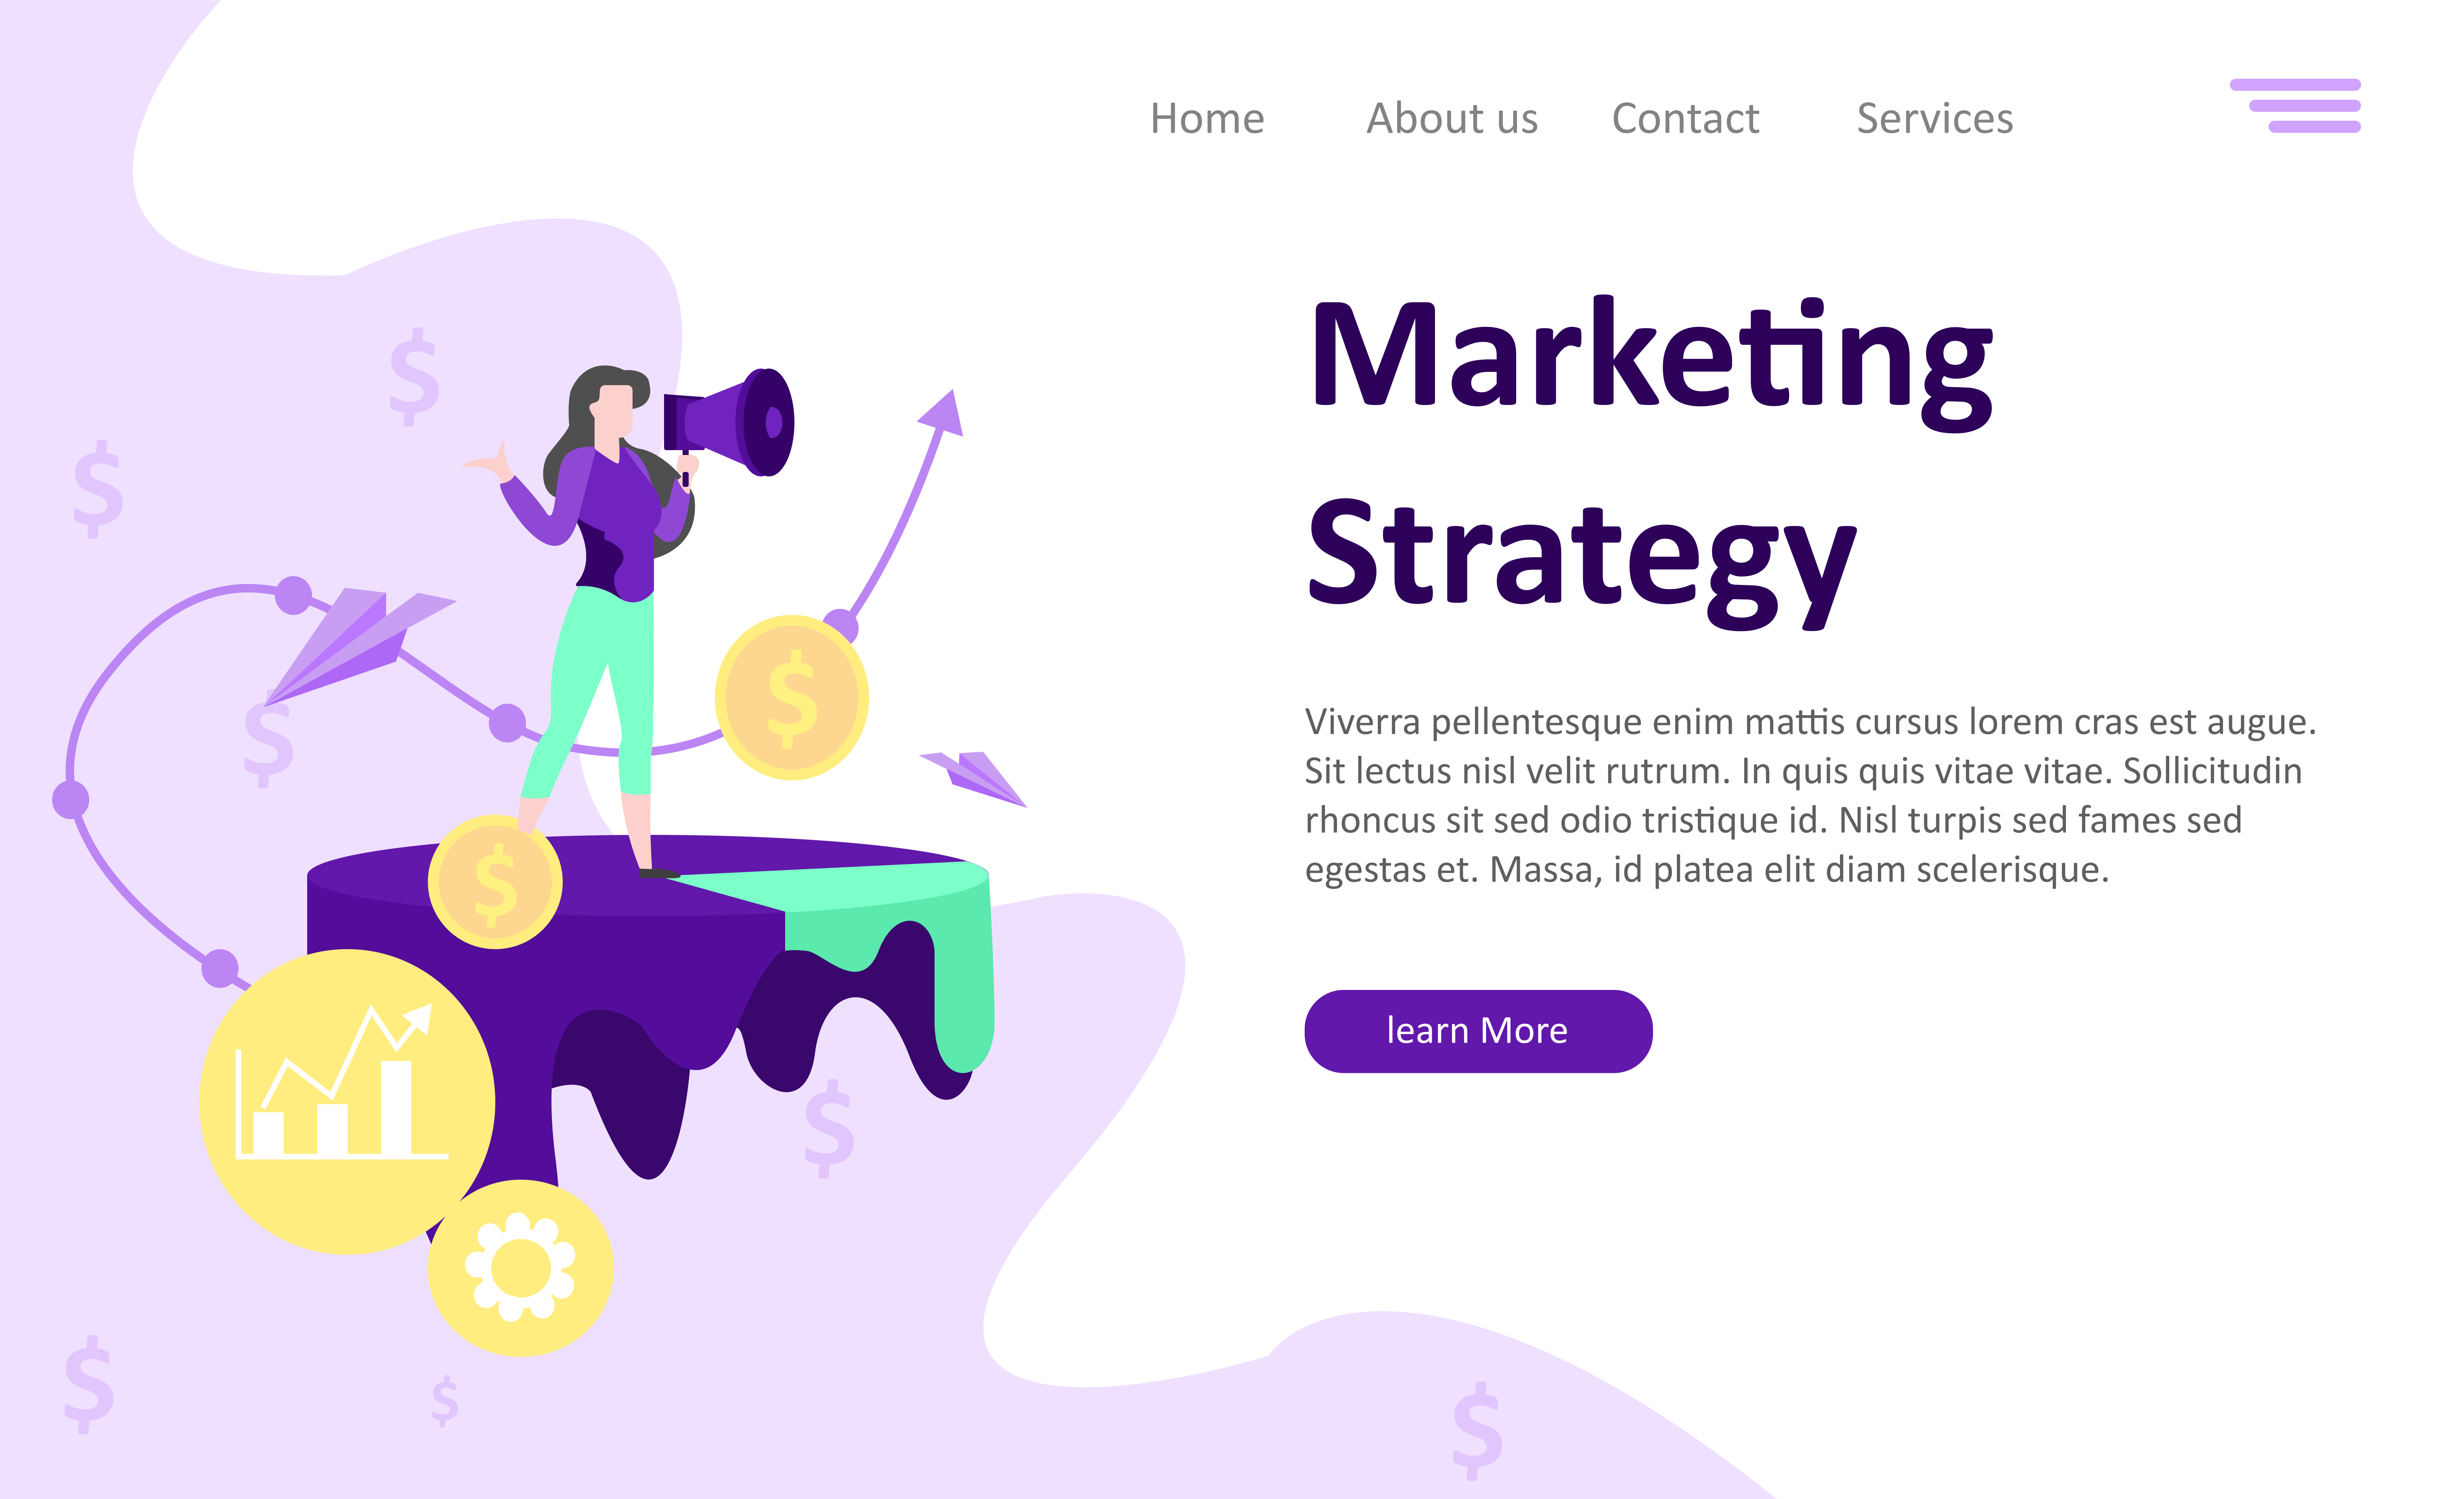 Home About us Contact Services
Marketing
Strategy
Viverra pellentesque enim mattis cursus lorem cras est augue.
Sit lectus nisl velit rutrum. In quis quis vitae vitae. Sollicitudin
rhoncus sit sed odio tristique id. Nisl turpis sed fames sed
egestas et. Massa, id platea elit diam scelerisque.
learn More
$
$
$
$
$
$
$
$
$